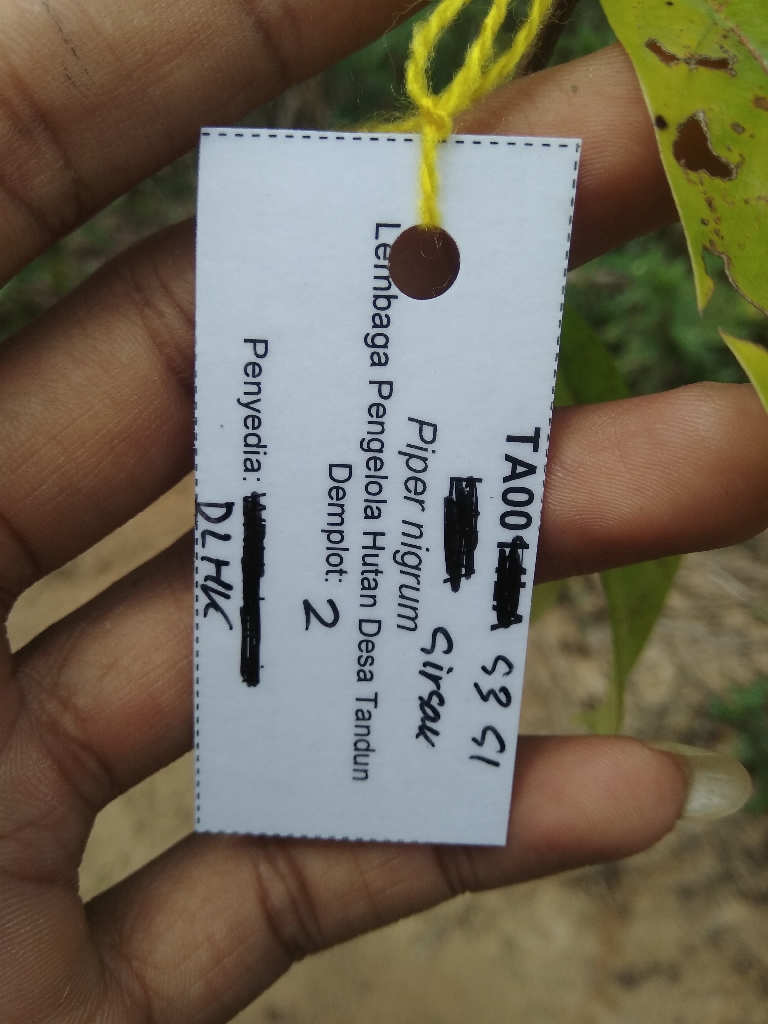 TA00 S3 S1
Piper nigrum Sirsak
Lembaga Pengelola Hutan Desa Tandun
Demplot: 2
Penyedia:
DLHK